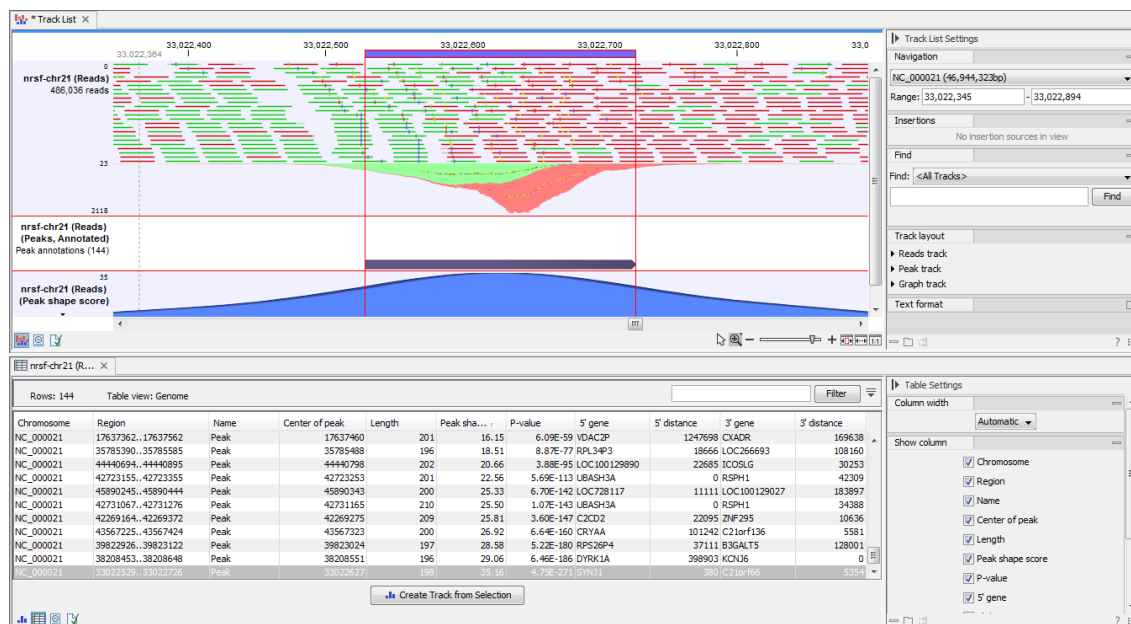 * Track List
33,022,400 33,022,500 33,022,600 33,022,700 33,022,800 33,0
33,022,364
0
nrsf-chr21 (Reads)
486,036 reads
23
2118
nrsf-chr21 (Reads)
(Peaks, Annotated)
Peak annotations (144)
35
nrsf-chr21 (Reads)
(Peak shape score)
Track List Settings
Navigation
NC_000021 (46,944,323bp)
Range: 33,022,345 - 33,022,894
Insertions
No insertion sources in view
Find
Find: <All Tracks>
Find
Track layout
Reads track
Peak track
Graph track
Text format
nrsf-chr21 (R...
Rows: 144 Table view: Genome Filter
Chromosome Region Name Center of peak Length Peak sha... P-value 5' gene 5' distance 3' gene 3' distance
NC_000021 17637362..17637562 Peak 17637460 201 16.15 6.09E-59 VDAC2P 1247698 CXADR 169638
NC_000021 35785390..35785585 Peak 35785488 196 18.51 8.87E-77 RPL34P3 18666 LOC266693 108160
NC_000021 44440694..44440895 Peak 44440798 202 20.66 3.88E-95 LOC100129890 22685 ICOSLG 30253
NC_000021 42723155..42723355 Peak 42723253 201 22.56 5.69E-113 UBASH3A 0 RSPH1 42309
NC_000021 45890245..45890444 Peak 45890343 200 25.33 6.70E-142 LOC728117 11111 LOC100129027 183897
NC_000021 42731067..42731276 Peak 42731165 210 25.50 1.07E-143 UBASH3A 0 RSPH1 34388
NC_000021 42269164..42269372 Peak 42269275 209 25.81 3.60E-147 C2CD2 22095 ZNF295 10636
NC_000021 43567225..43567424 Peak 43567323 200 26.92 6.64E-160 CRYAA 101242 C21orf136 5581
NC_000021 39822926..39823122 Peak 39823024 197 28.58 5.22E-180 RPS26P4 37111 B3GALT5 128001
NC_000021 38208453..38208648 Peak 38208551 196 29.06 6.46E-186 DYRK1A 398903 KCNJ6 0
NC_000021 33022529..33022726 Peak 33022627 198 35.16 4.75E-271 SYNJ1 380 C21orf66 5354
Create Track from Selection
Table Settings
Column width
Automatic
Show column
Chromosome
Region
Name
Center of peak
Length
Peak shape score
P-value
5' gene